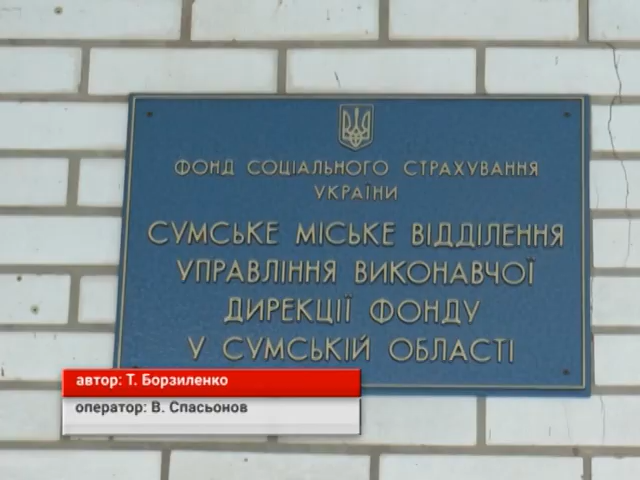 ФОНД СОЦІАЛЬНОГО СТРАХУВАННЯ
УКРАЇНИ
СУМСЬКЕ МІСЬКЕ ВІДДІЛЕННЯ
УПРАВЛІННЯ ВИКОНАВЧОЇ
ДИРЕКЦІЇ ФОНДУ
У СУМСЬКІЙ ОБЛАСТІ
автор: Т. Борзиленко
оператор: В. Спасьонов